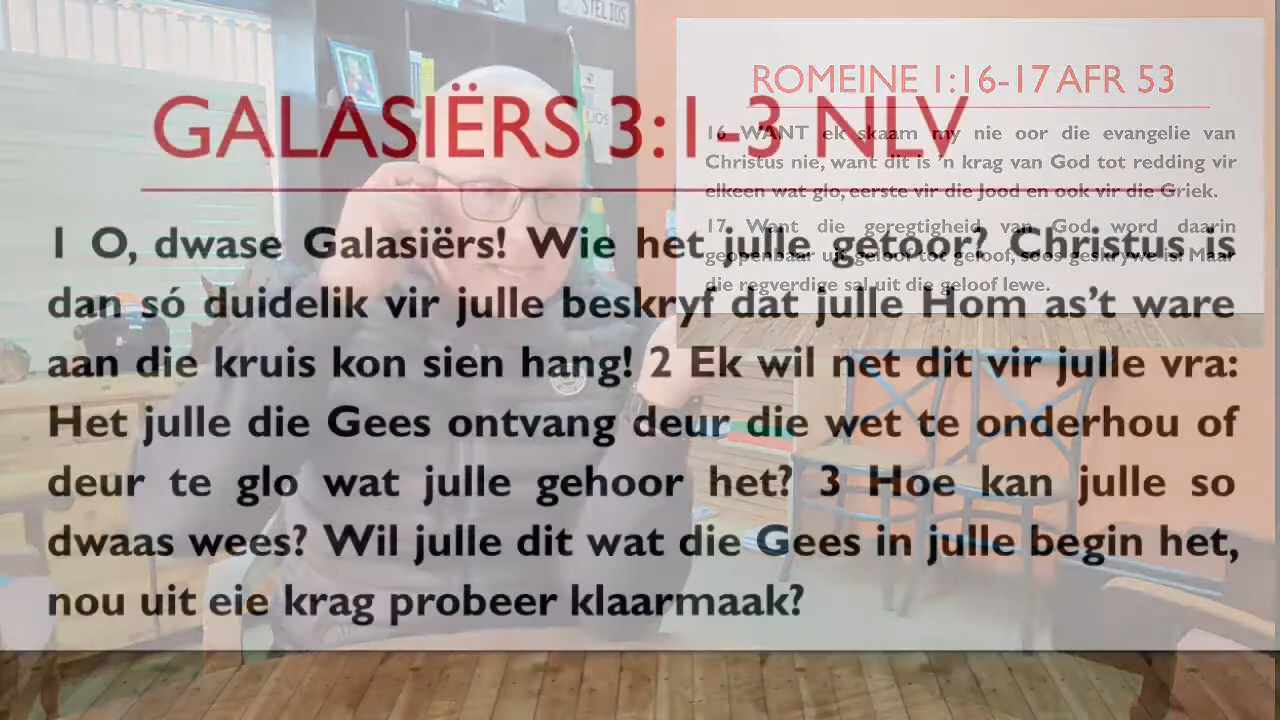 STEL IOS
GALASIËRS 3:1-3 NLV
1 O, dwase Galasiërs! Wie het julle getoor? Christus is
dan só duidelik vir julle beskryf dat julle Hom as’t ware
aan die kruis kon sien hang! 2 Ek wil net dit vir julle vra:
Het julle die Gees ontvang deur die wet te onderhou of
deur te glo wat julle gehoor het? 3 Hoe kan julle so
dwaas wees? Wil julle dit wat die Gees in julle begin het,
nou uit eie krag probeer klaarmaak?
ROMEINE 1:16-17 AFR 53
16 WANT ek skaam my nie oor die evangelie van
Christus nie, want dit is ’n krag van God tot redding vir
elkeen wat glo, eerste vir die Jood en ook vir die Griek.
17. Want die geregtigheid van God word daarin
geopenbaar uit geloof tot geloof, soos geskrywe is: Maar
die regverdige sal uit die geloof lewe.